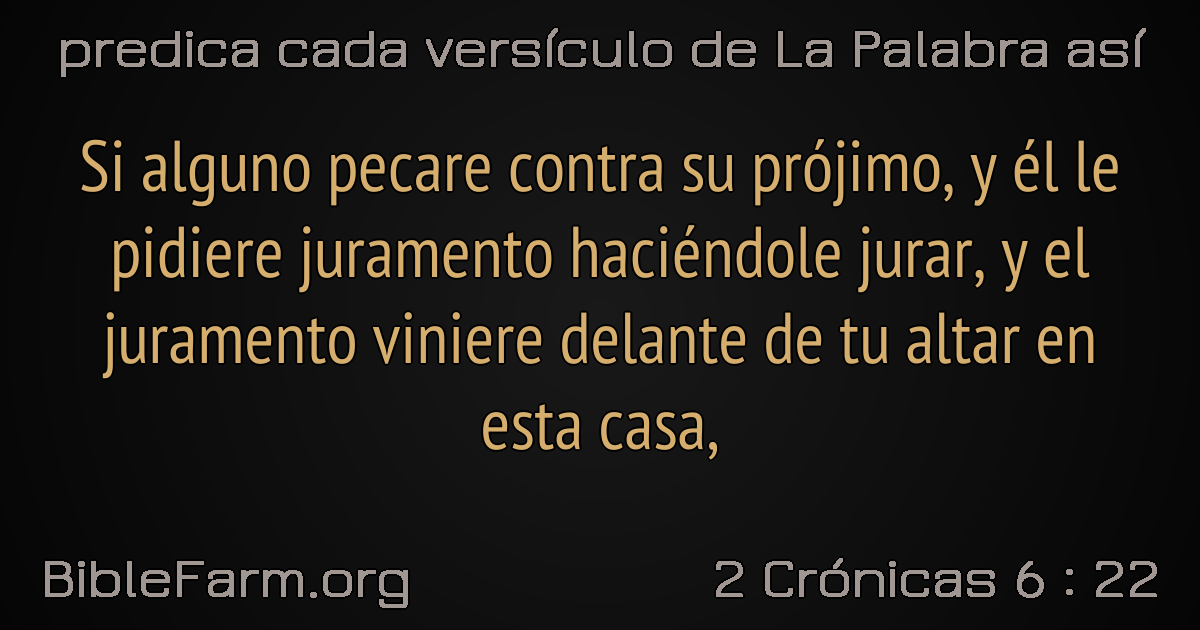 predica cada versículo de La Palabra así
Si alguno pecare contra su prójimo, y él le
pidiere juramento haciéndole jurar, y el
juramento viniere delante de tu altar en
esta casa,
BibleFarm.org
2 Crónicas 6 : 22